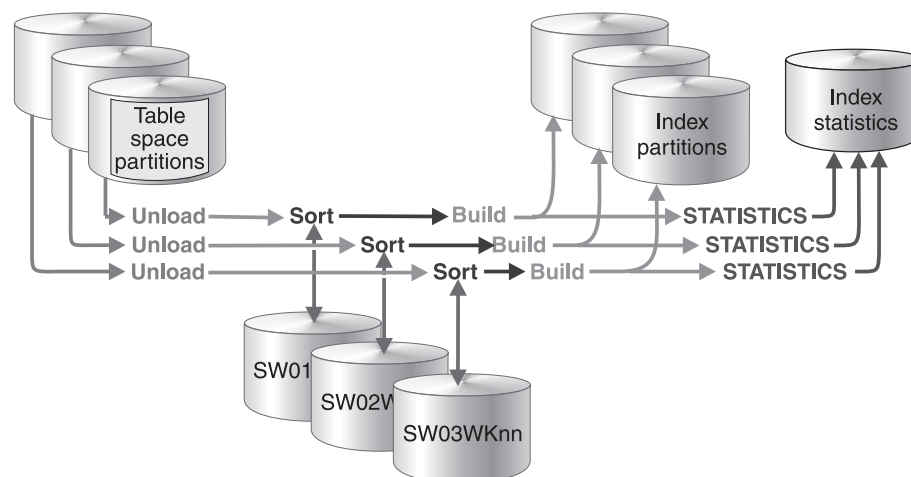 Table
space
partitions
Index
partitions
Index
statistics
Unload Sort Build STATISTICS
Unload Sort Build STATISTICS
Unload Sort Build STATISTICS
SW01
SW02W
SW03WKnn